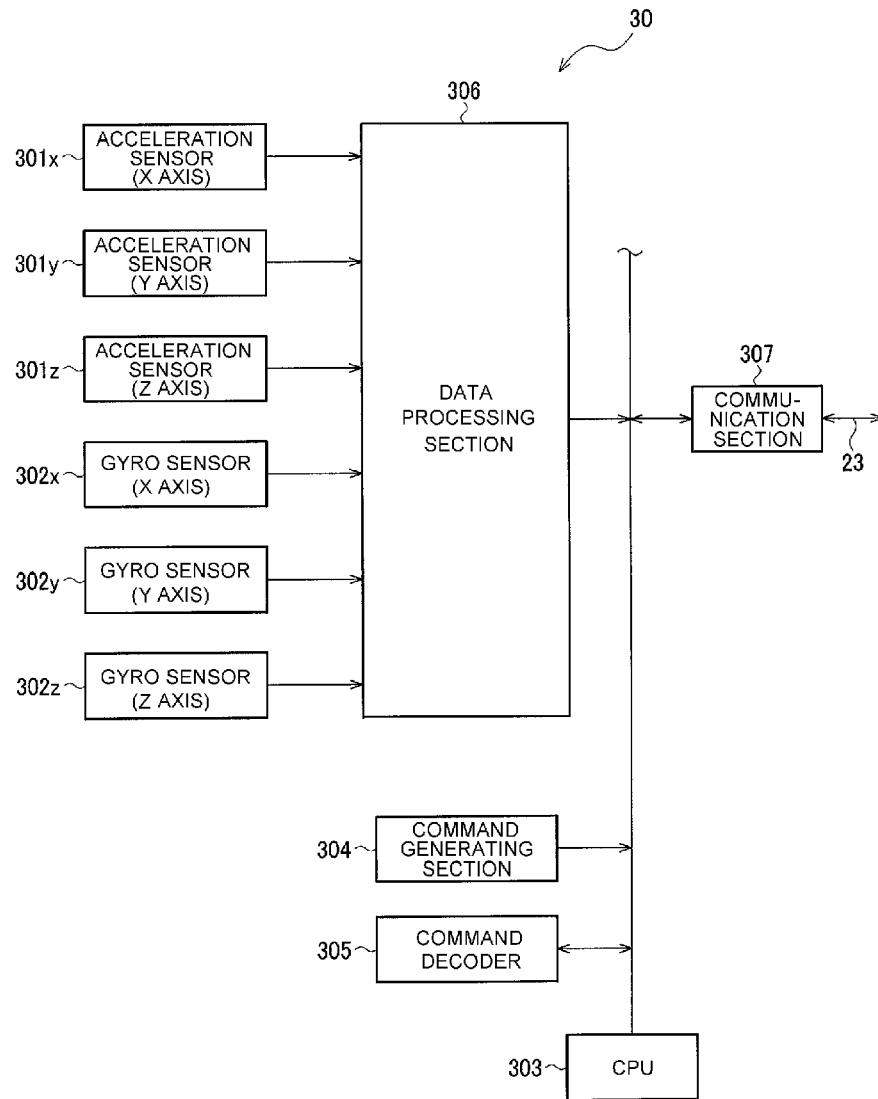 30
306
301x
ACCELERATION
SENSOR
(X AXIS)
301y
ACCELERATION
SENSOR
(Y AXIS)
301z
ACCELERATION
SENSOR
(Z AXIS)
302x
GYRO SENSOR
(X AXIS)
302y
GYRO SENSOR
(Y AXIS)
302z
GYRO SENSOR
(Z AXIS)
DATA
PROCESSING
SECTION
307
COMMU-
NICATION
SECTION
23
304
COMMAND
GENERATING
SECTION
305
COMMAND
DECODER
303
CPU